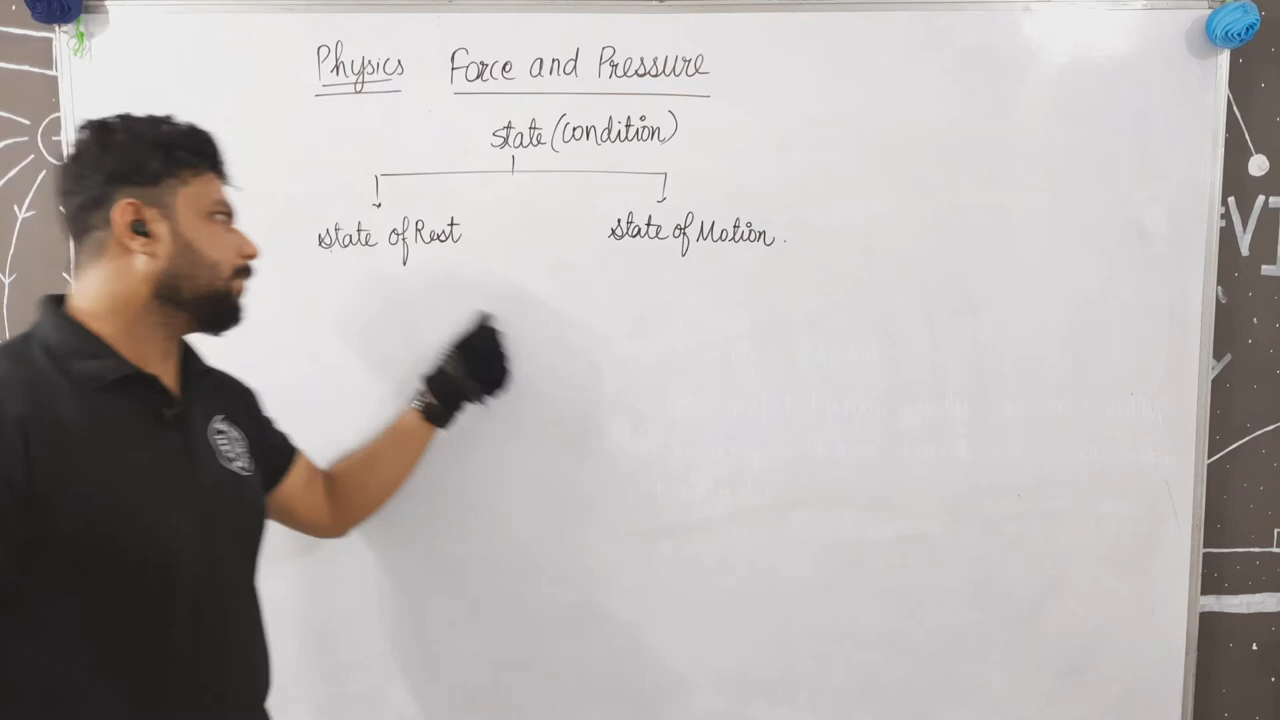 Physics Force and Pressure
state (condition)
state of Rest state of Motion.